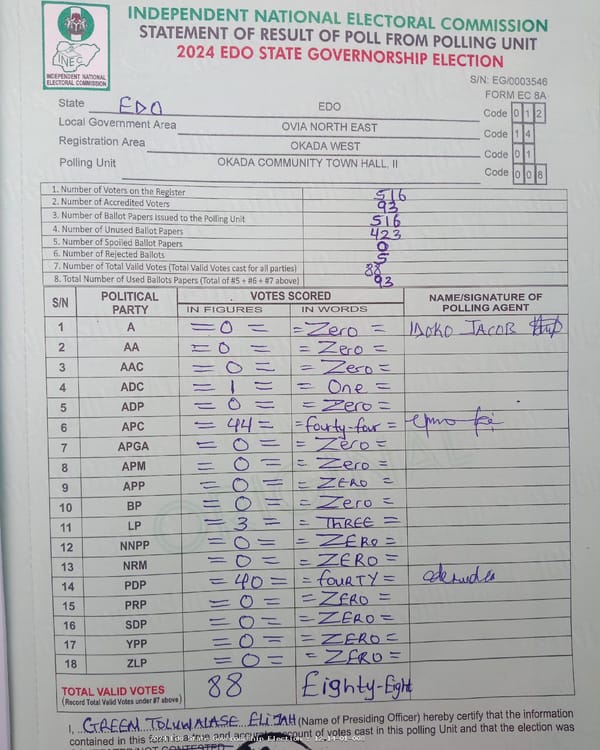 INDEPENDENT NATIONAL ELECTORAL COMMISSION
STATEMENT OF RESULT OF POLL FROM POLLING UNIT
2024 EDO STATE GOVERNORSHIP ELECTION
INEC
INDEPENDENT NATIONAL
ELECTORAL COMMISSION
S/N: EG/0003546
FORM EC 8A
State EDO EDO Code 0 1 2
Local Government Area OVIA NORTH EAST Code 1 4
Registration Area OKADA WEST Code 0 1
Polling Unit OKADA COMMUNITY TOWN HALL, II Code 0 0 8
1. Number of Voters on the Register 516
2. Number of Accredited Voters 93
3. Number of Ballot Papers Issued to the Polling Unit 516
4. Number of Unused Ballot Papers 423
5. Number of Spoiled Ballot Papers 0
6. Number of Rejected Ballots 5
7. Number of Total Valid Votes (Total Valid Votes cast for all parties) 88
8. Total Number of Used Ballots Papers (Total of #5 + #6 + #7 above) 93
S/N POLITICAL PARTY VOTES SCORED NAME/SIGNATURE OF POLLING AGENT
IN FIGURES IN WORDS
1 A =0= =Zero= IDOKO JACOB
2 AA =0= =Zero=
3 AAC =0= =Zero=
4 ADC =1= =One=
5 ADP =0= =Zero=
6 APC =44= =fourty-four=
7 APGA =0= =Zero=
8 APM =0= =Zero=
9 APP =0= =ZERO=
10 BP =0= =Zero=
11 LP =3= =THREE=
12 NNPP =0= =ZERO=
13 NRM =0= =ZERO=
14 PDP =40= =fOURTY=
15 PRP =0= =ZERO=
16 SDP =0= =ZERO=
17 YPP =0= =ZERO=
18 ZLP =0= =ZERO=
TOTAL VALID VOTES 88 Eighty-Eight
(Record Total Valid Votes under #7 above)
I, GREEN TOLUWALASE ELIJAH (Name of Presiding Officer) hereby certify that the information
contained in this form is a true and accurate account of votes cast in this polling Unit and that the election was